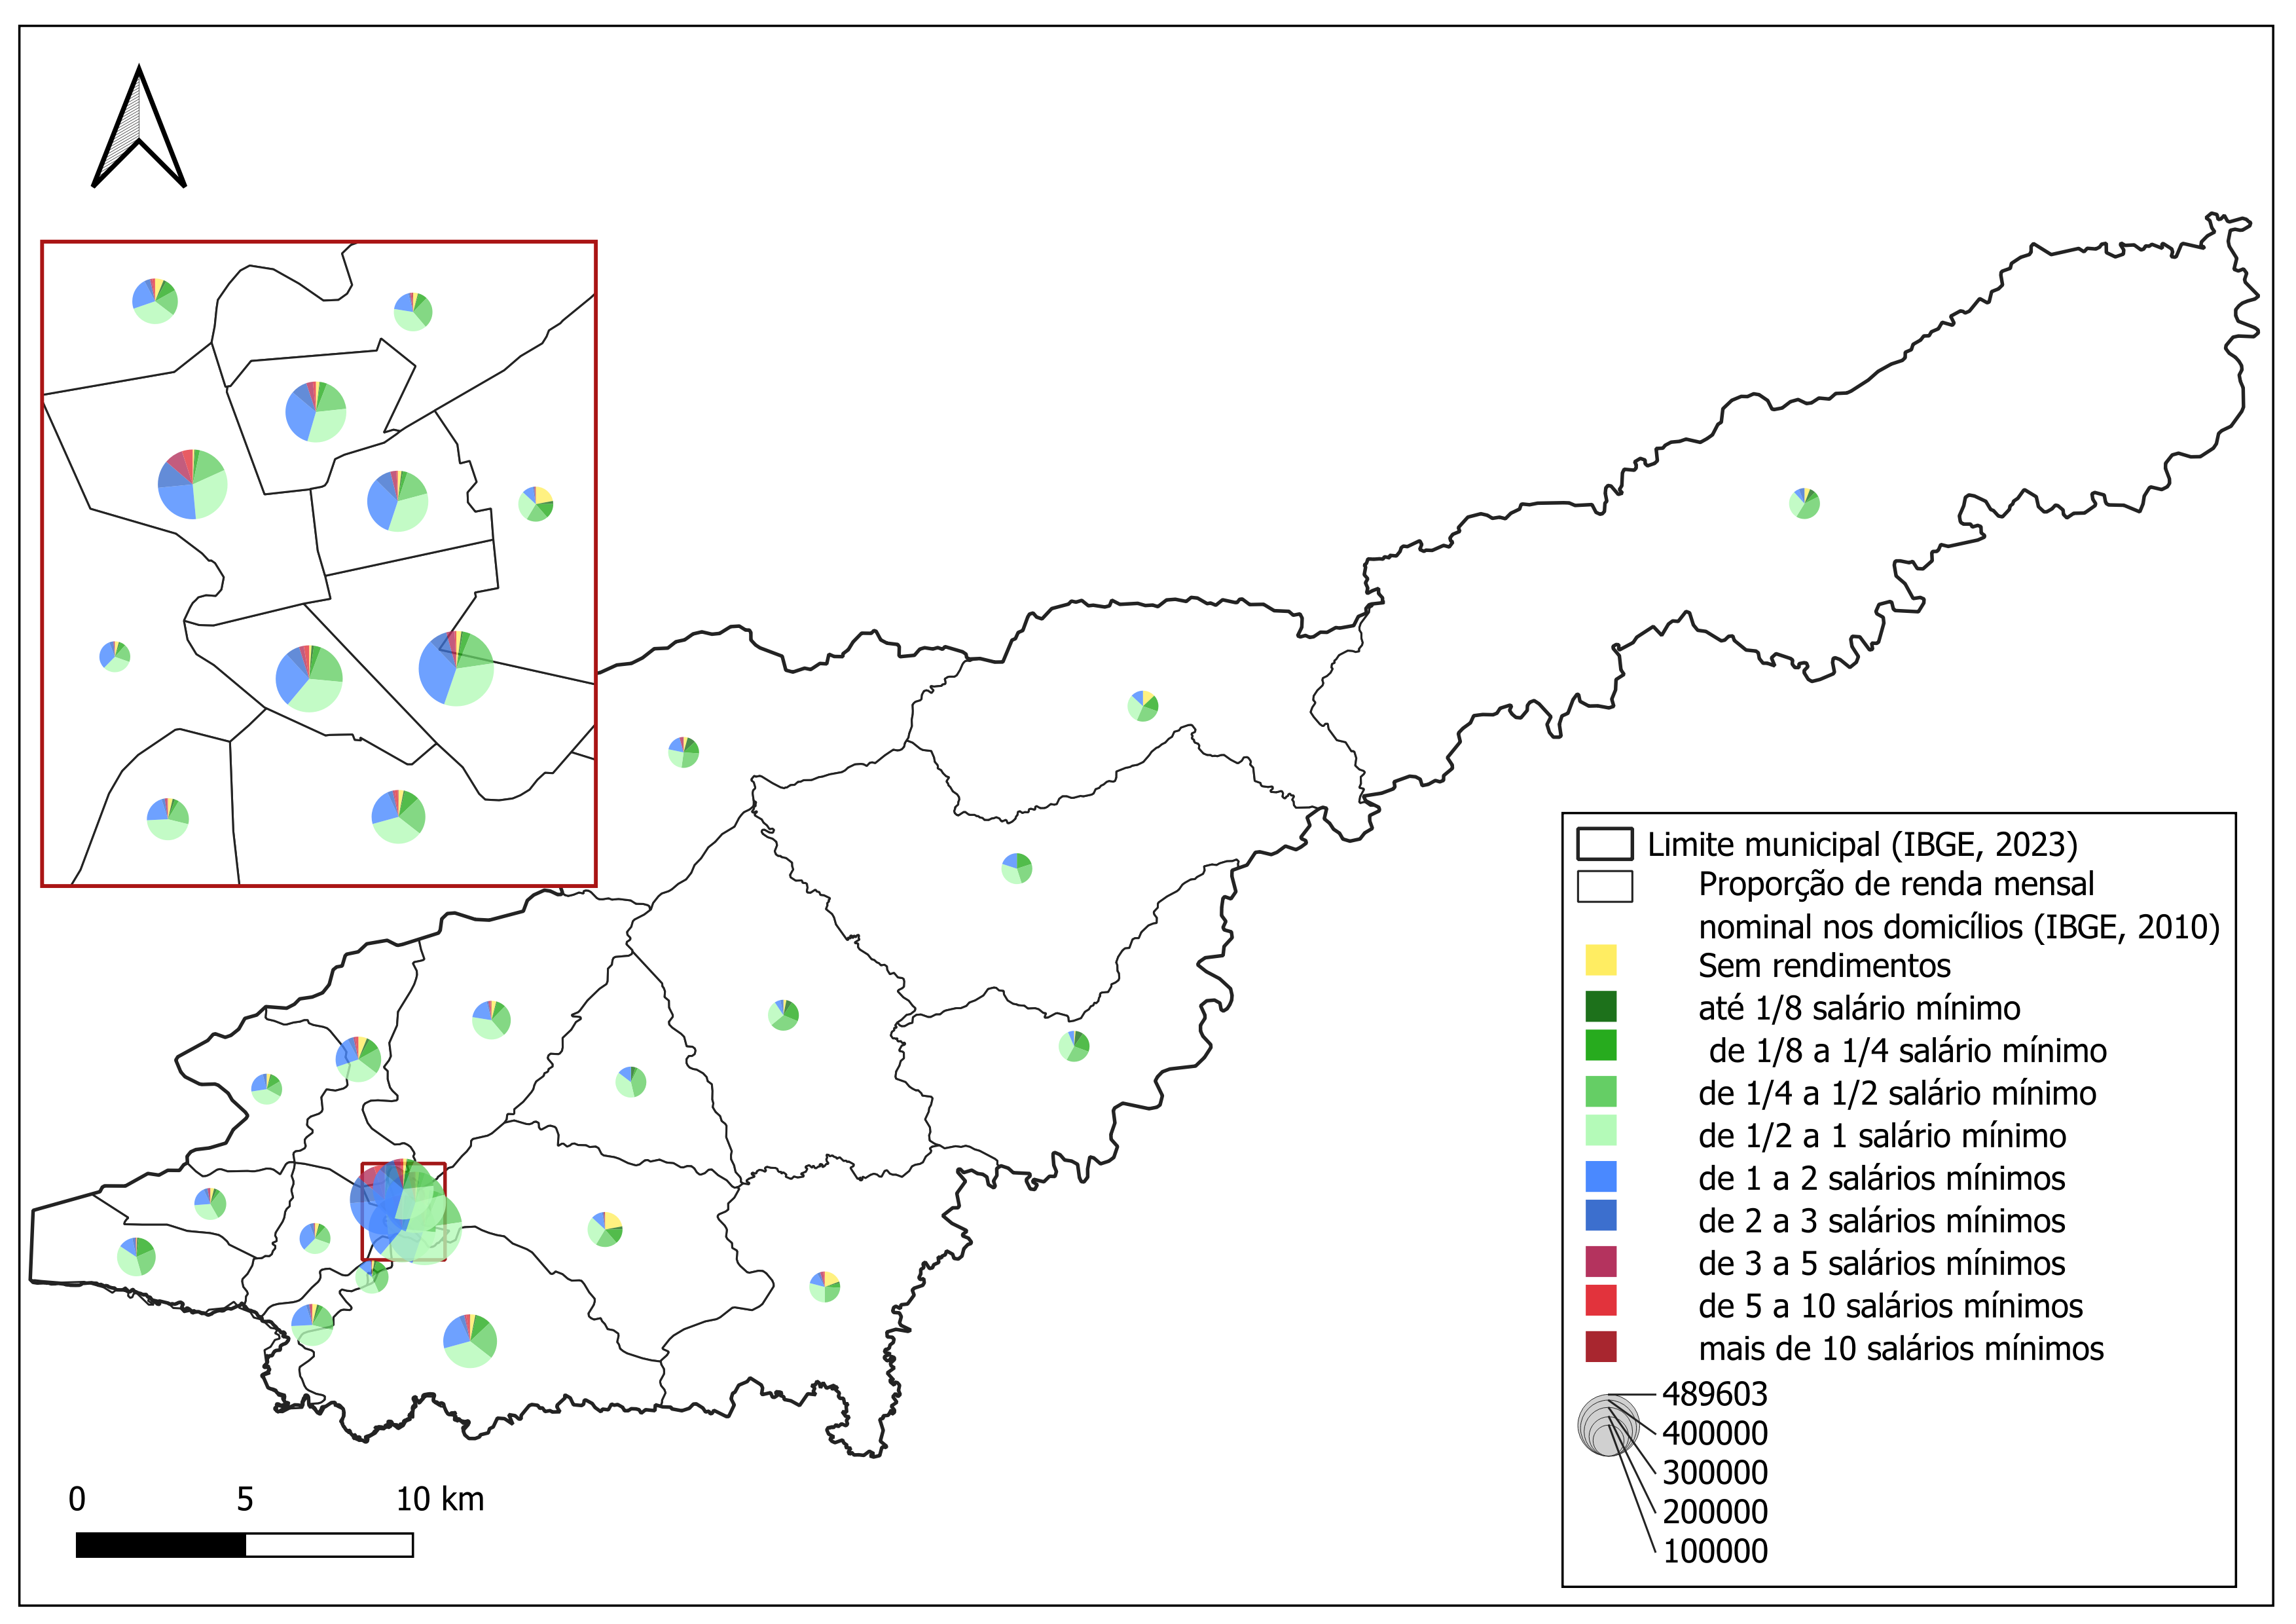 Limite municipal (IBGE, 2023)
Proporção de renda mensal
nominal nos domicílios (IBGE, 2010)
Sem rendimentos
até 1/8 salário mínimo
de 1/8 a 1/4 salário mínimo
de 1/4 a 1/2 salário mínimo
de 1/2 a 1 salário mínimo
de 1 a 2 salários mínimos
de 2 a 3 salários mínimos
de 3 a 5 salários mínimos
de 5 a 10 salários mínimos
mais de 10 salários mínimos
489603
400000
300000
200000
100000
0 5 10 km